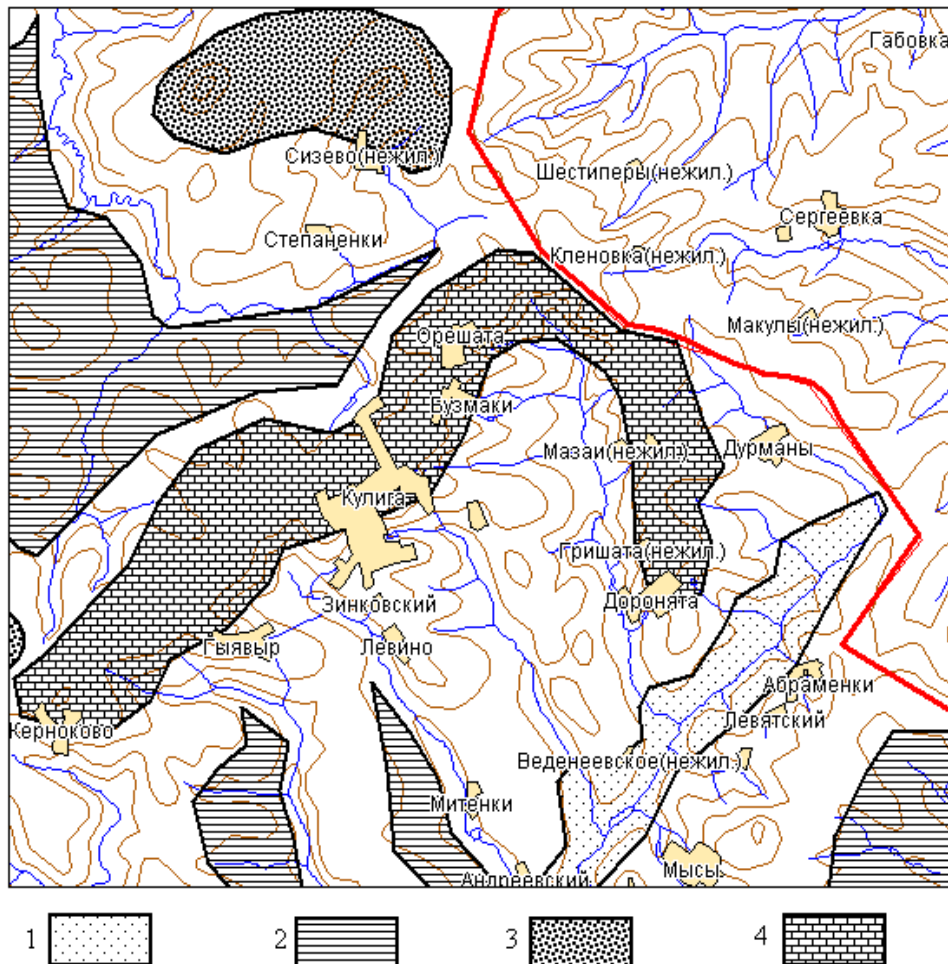 Габовка
Сизево(нежил.)
Шестиперы(нежил.)
Сергеевка
Степаненки
Кленовка(нежил.)
Макулы(нежил.)
Орешата
Бузмаки
Мазаи(нежил.)
Дурманы
Кулига
Гришата(нежил.)
Зинковский
Доронята
Гыявыр
Левино
Абраменки
Левятский
Керноково
Веденеевское(нежил.)
Митенки
Андреевский
Мысы
1 2 3 4